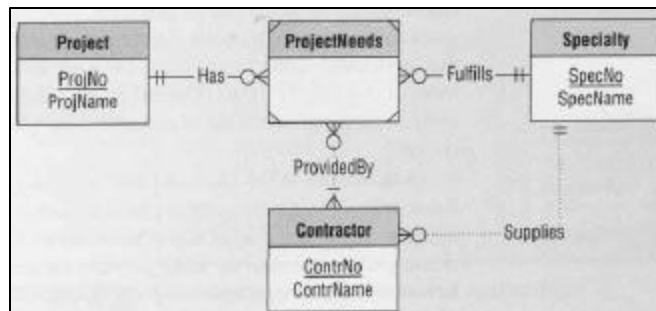 Project
ProjectNeeds
Specialty
ProjNo
ProjName
Has
Fulfills
SpecNo
SpecName
ProvidedBy
Contractor
ContrNo
ContrName
Supplies